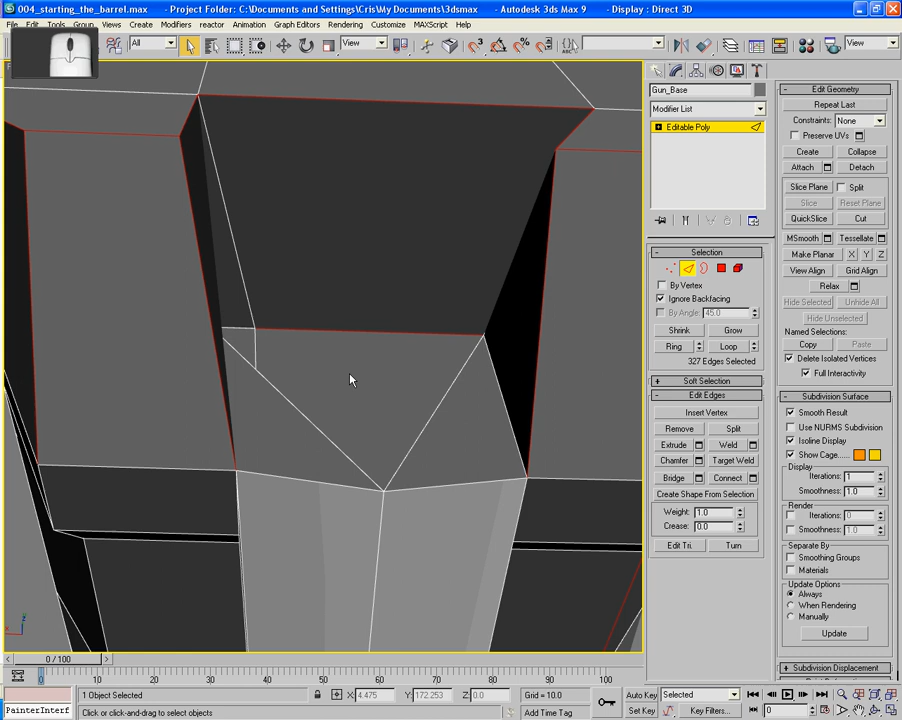 004_starting_the_barrel.max - Project Folder: C:\Documents and Settings\Cris\My Documents\3dsmax - Autodesk 3ds Max 9 - Display : Direct 3D
File Edit Tools Group Views Create Modifiers Animation Graph Editors Rendering Customize MAXScript Help
All View View
Gun_Base
Modifier List
Editable Poly
Selection
By Vertex
Ignore Backfacing
By Angle: 45.0
Shrink Grow
Ring Loop
327 Edges Selected
Soft Selection
Edit Edges
Insert Vertex
Remove Split
Extrude Weld
Chamfer Target Weld
Bridge Connect
Create Shape From Selection
Weight: 1.0
Crease: 0.0
Edit Tri. Turn
Edit Geometry
Repeat Last
Constraints: None
Preserve UVs
Create Collapse
Attach Detach
Slice Plane Split
Slice Reset Plane
QuickSlice Cut
MSmooth Tessellate
Make Planar X Y Z
View Align Grid Align
Relax
Hide Selected Unhide All
Hide Unselected
Named Selections:
Copy Paste
Delete Isolated Vertices
Full Interactivity
Subdivision Surface
Smooth Result
Use NURMS Subdivision
Isoline Display
Show Cage......
Display
Iterations: 1
Smoothness: 1.0
Render
Iterations: 0
Smoothness: 1.0
Separate By
Smoothing Groups
Materials
Update Options
Always
When Rendering
Manually
Update
Subdivision Displacement
z
x
0 / 100
0 10 20 30 40 50 60 70 80 90 100
1 Object Selected X: 4.475 Y: 172.253 Z: 0.0 Grid = 10.0 Auto Key Selected
PainterInterf Click or click-and-drag to select objects Add Time Tag Set Key Key Filters... 0